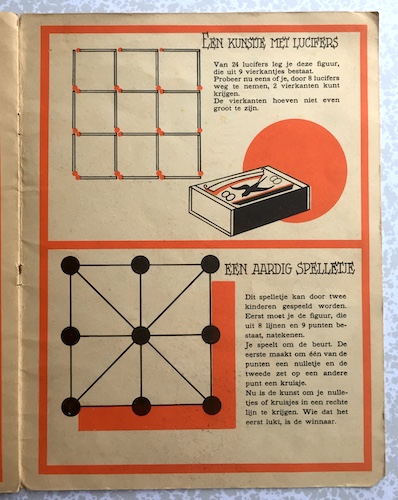 EEN KUNSTJE MET LUCIFERS
Van 24 lucifers leg je deze figuur,
die uit 9 vierkantjes bestaat.
Probeer nu eens of je, door 8 lucifers
weg te nemen, 2 vierkanten kunt
krijgen.
De vierkanten hoeven niet even
groot te zijn.
EEN AARDIG SPELLETJE
Dit spelletje kan door twee
kinderen gespeeld worden.
Eerst moet je de figuur, die
uit 8 lijnen en 9 punten be-
staat, natekenen.
Je speelt om de beurt. De
eerste maakt om één van de
punten een nulletje en de
tweede zet op een andere
punt een kruisje.
Nu is de kunst om je nulle-
tjes of kruisjes in een rechte
lijn te krijgen. Wie dat het
eerst lukt, is de winnaar.